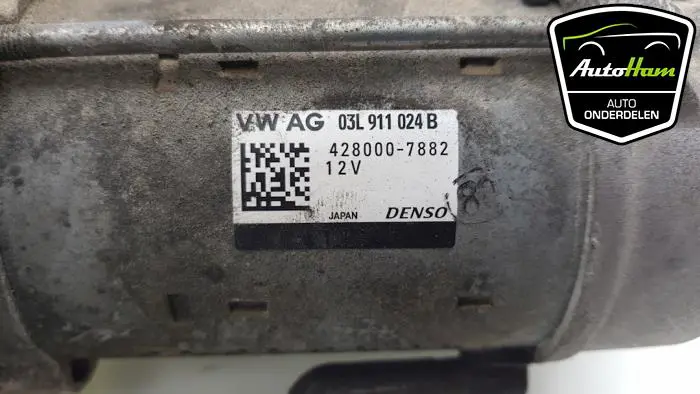 VW AG 03L 911 024 B
428000-7882
12V
JAPAN DENSO
AutoHam
AUTO
ONDERDELEN